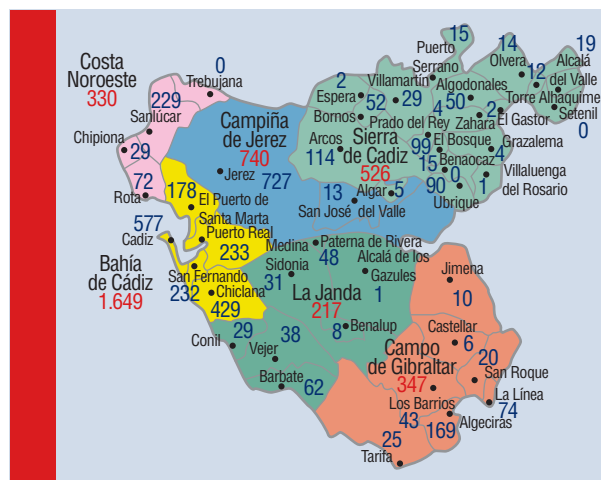 Costa
Noroeste
330
0
Trebujana
229
Sanlúcar
Chipiona
29
72
Rota
Campiña
de Jerez
740
Jerez
727
13
San José del Valle
15
Puerto
Serrano
14
Olvera
19
Alcalá
del Valle
12
Torre Alhaquime
Setenil
0
2
Espera
Villamartín
29
52
Bornos
Algodonales
50
4
Prado del Rey
2
Zahara
El Gastor
Arcos
114
Sierra
de Cadiz
526
99
El Bosque
15
Benaocaz
0
Grazalema
4
Villaluenga
del Rosario
1
90
Ubrique
Algar
5
178
El Puerto de
Santa Marta
577
Cadiz
Puerto Real
233
Bahía
de Cádiz
1.649
San Fernando
232
Chiclana
429
Medina
Sidonia
31
Paterna de Rivera
48
Alcalá de los
Gazules
1
La Janda
217
8
Benalup
29
Conil
38
Vejer
Barbate
62
Jimena
10
Castellar
6
Campo
de Gibraltar
347
20
San Roque
La Línea
74
Los Barrios
43
169
Algeciras
25
Tarifa